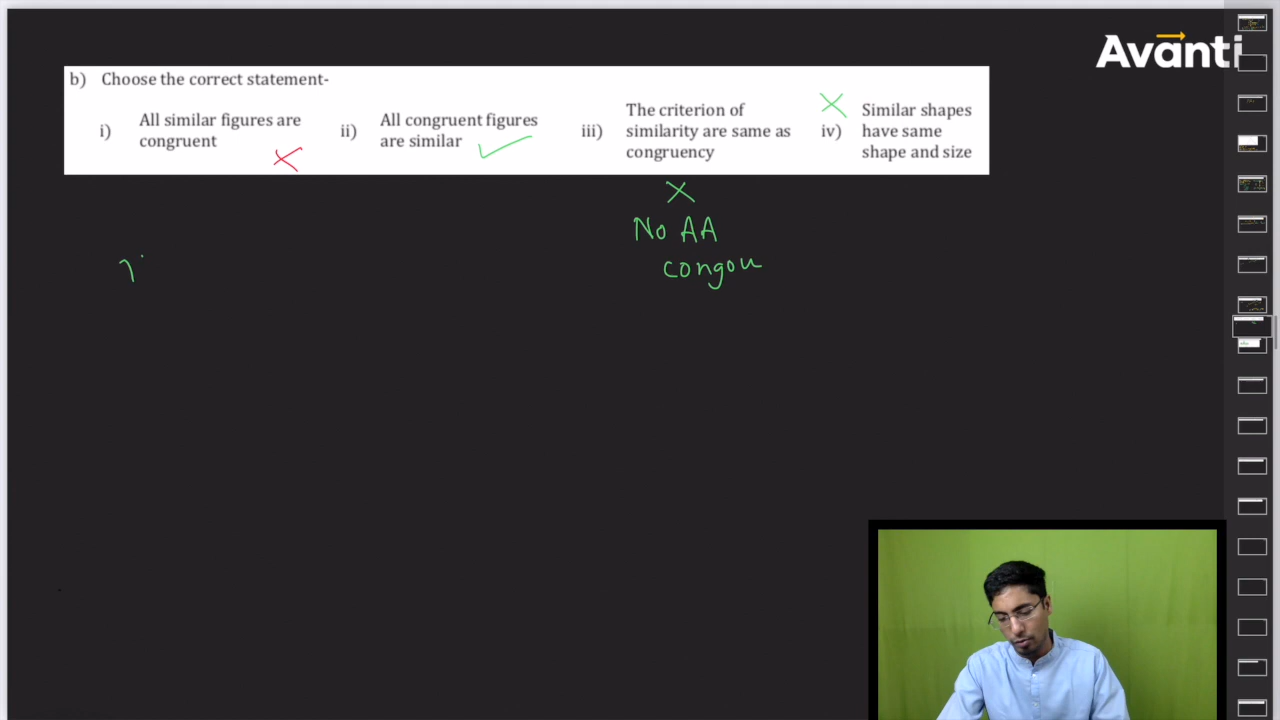 Avanti
b) Choose the correct statement-
i) All similar figures are congruent
ii) All congruent figures are similar
iii) The criterion of similarity are same as congruency
iv) Similar shapes have same shape and size
No AA
congou